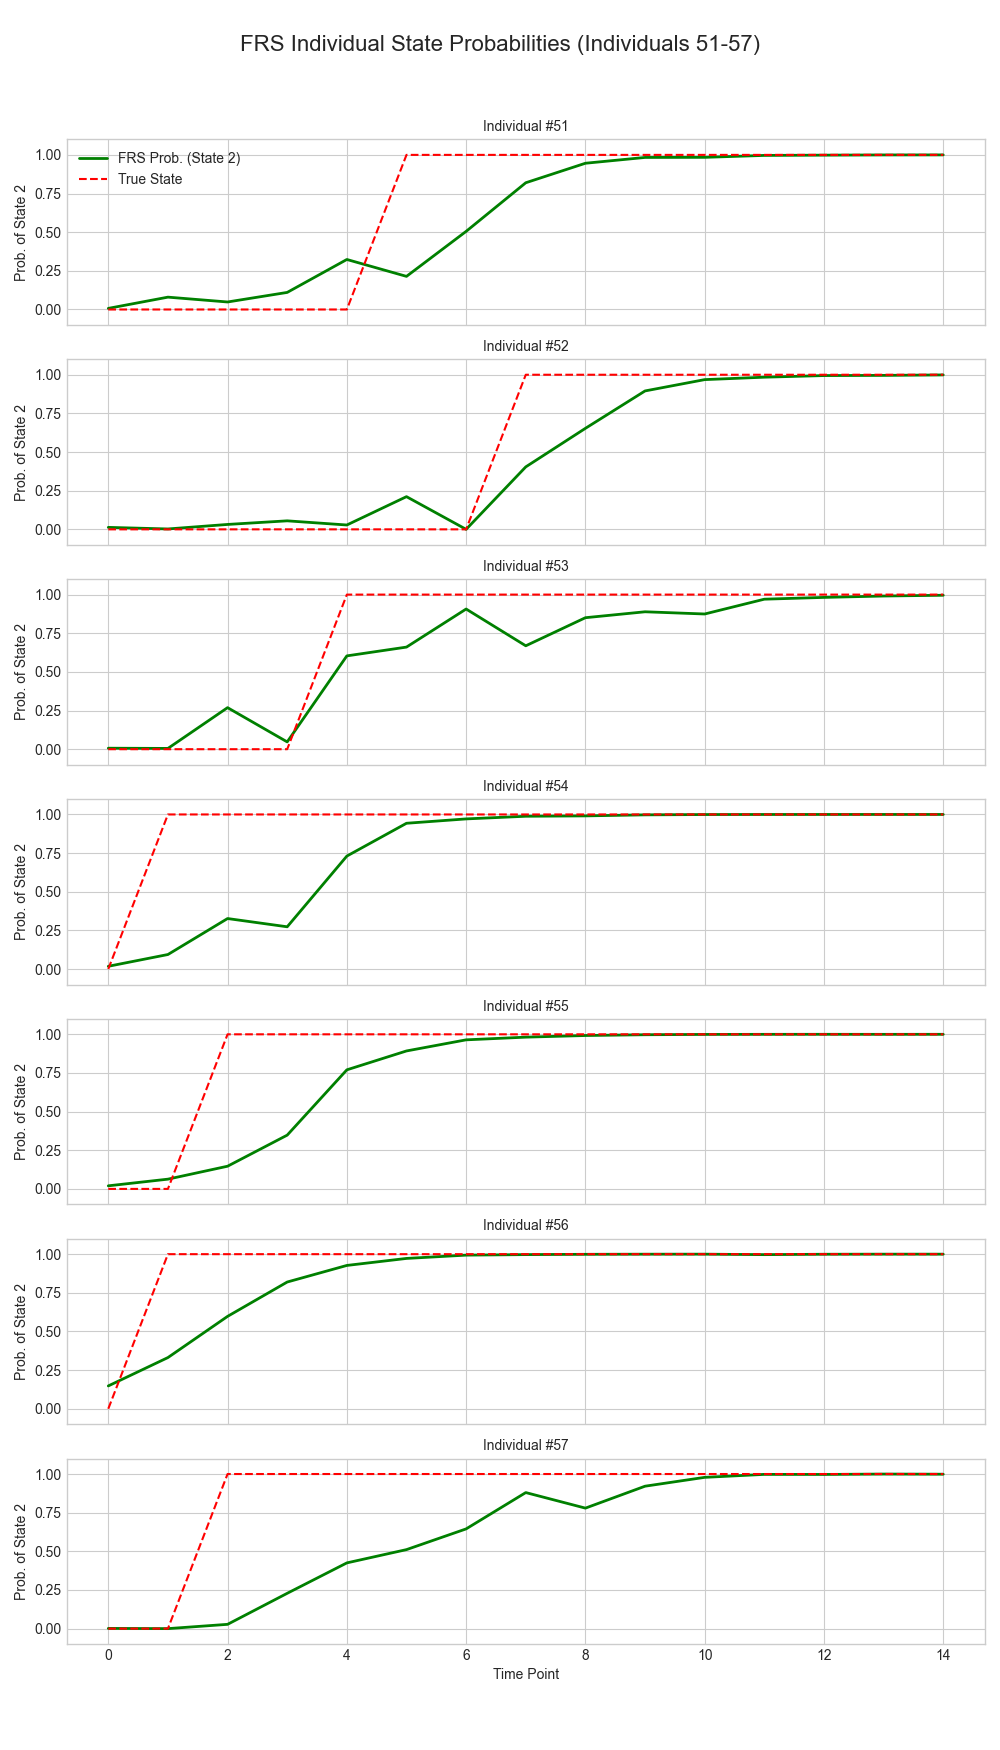 FRS Individual State Probabilities (Individuals 51-57)
Individual #51
FRS Prob. (State 2)
True State
Prob. of State 2
1.00
0.75
0.50
0.25
0.00
Individual #52
Prob. of State 2
1.00
0.75
0.50
0.25
0.00
Individual #53
Prob. of State 2
1.00
0.75
0.50
0.25
0.00
Individual #54
Prob. of State 2
1.00
0.75
0.50
0.25
0.00
Individual #55
Prob. of State 2
1.00
0.75
0.50
0.25
0.00
Individual #56
Prob. of State 2
1.00
0.75
0.50
0.25
0.00
Individual #57
Prob. of State 2
1.00
0.75
0.50
0.25
0.00
0 2 4 6 8 10 12 14
Time Point